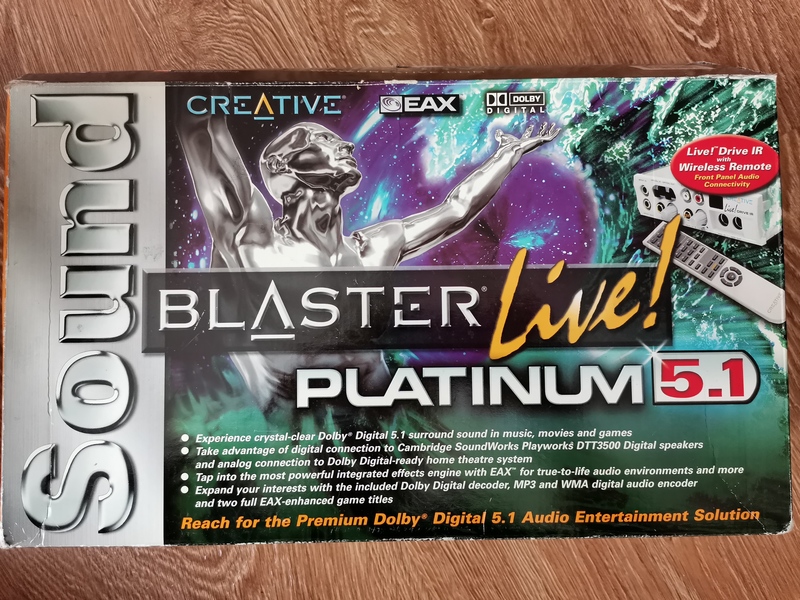 Sound
CREATIVE®
EAX
DOLBY
DIGITAL
Live!™ Drive IR
with
Wireless Remote
Front Panel Audio
Connectivity
Live! DRIVE IR
BLASTER® Live!
PLATINUM 5.1
Experience crystal-clear Dolby® Digital 5.1 surround sound in music, movies and games
Take advantage of digital connection to Cambridge SoundWorks Playworks® DTT3500 Digital speakers
and analog connection to Dolby Digital-ready home theatre system
Tap into the most powerful integrated effects engine with EAX™ for true-to-life audio environments and more
Expand your interests with the included Dolby Digital decoder, MP3 and WMA digital audio encoder
and two full EAX-enhanced game titles
Reach for the Premium Dolby® Digital 5.1 Audio Entertainment Solution